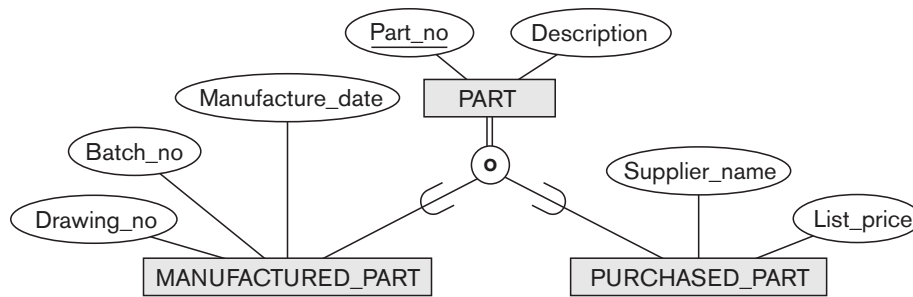 Part_no
Description
PART
Manufacture_date
Batch_no
Drawing_no
o
Supplier_name
List_price
MANUFACTURED_PART
PURCHASED_PART